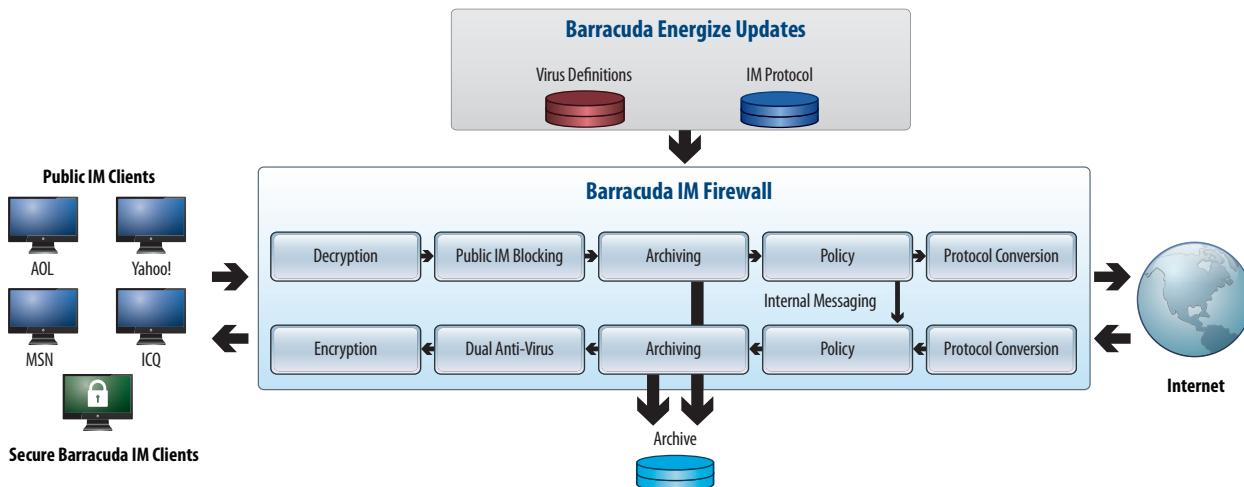 Barracuda Energize Updates
Virus Definitions
IM Protocol
Public IM Clients
AOL
Yahoo!
MSN
ICQ
Secure Barracuda IM Clients
Barracuda IM Firewall
Decryption
Public IM Blocking
Archiving
Policy
Protocol Conversion
Internal Messaging
Encryption
Dual Anti-Virus
Archiving
Policy
Protocol Conversion
Internet
Archive